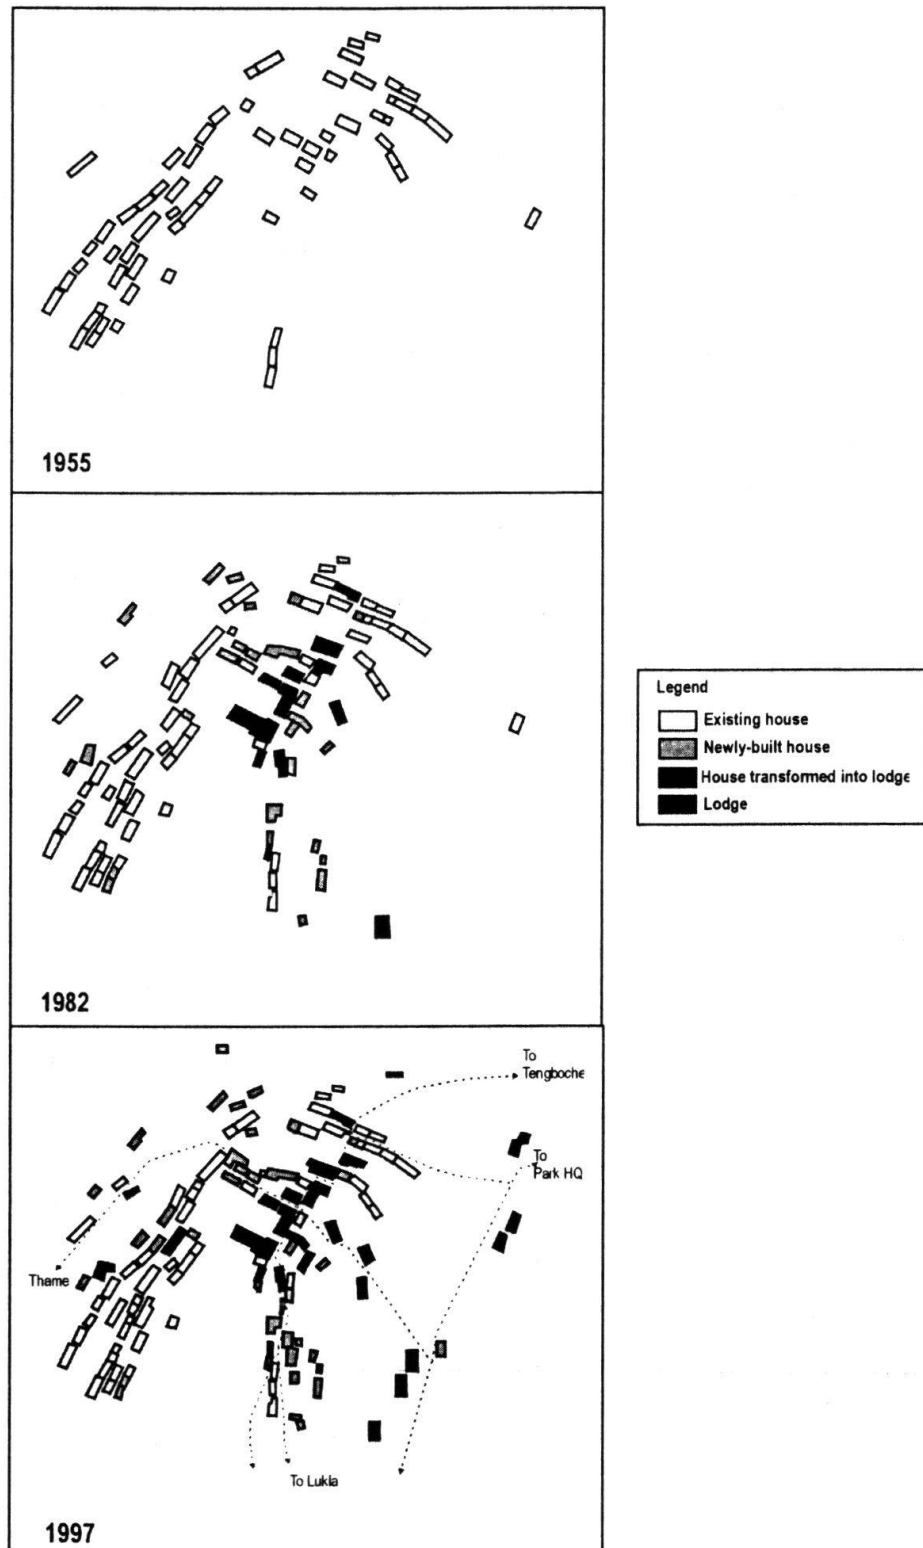 1955
1982
Legend
Existing house
Newly-built house
House transformed into lodge
Lodge
To
Tengboche
To
Park HQ
Thame
To Lukla
1997